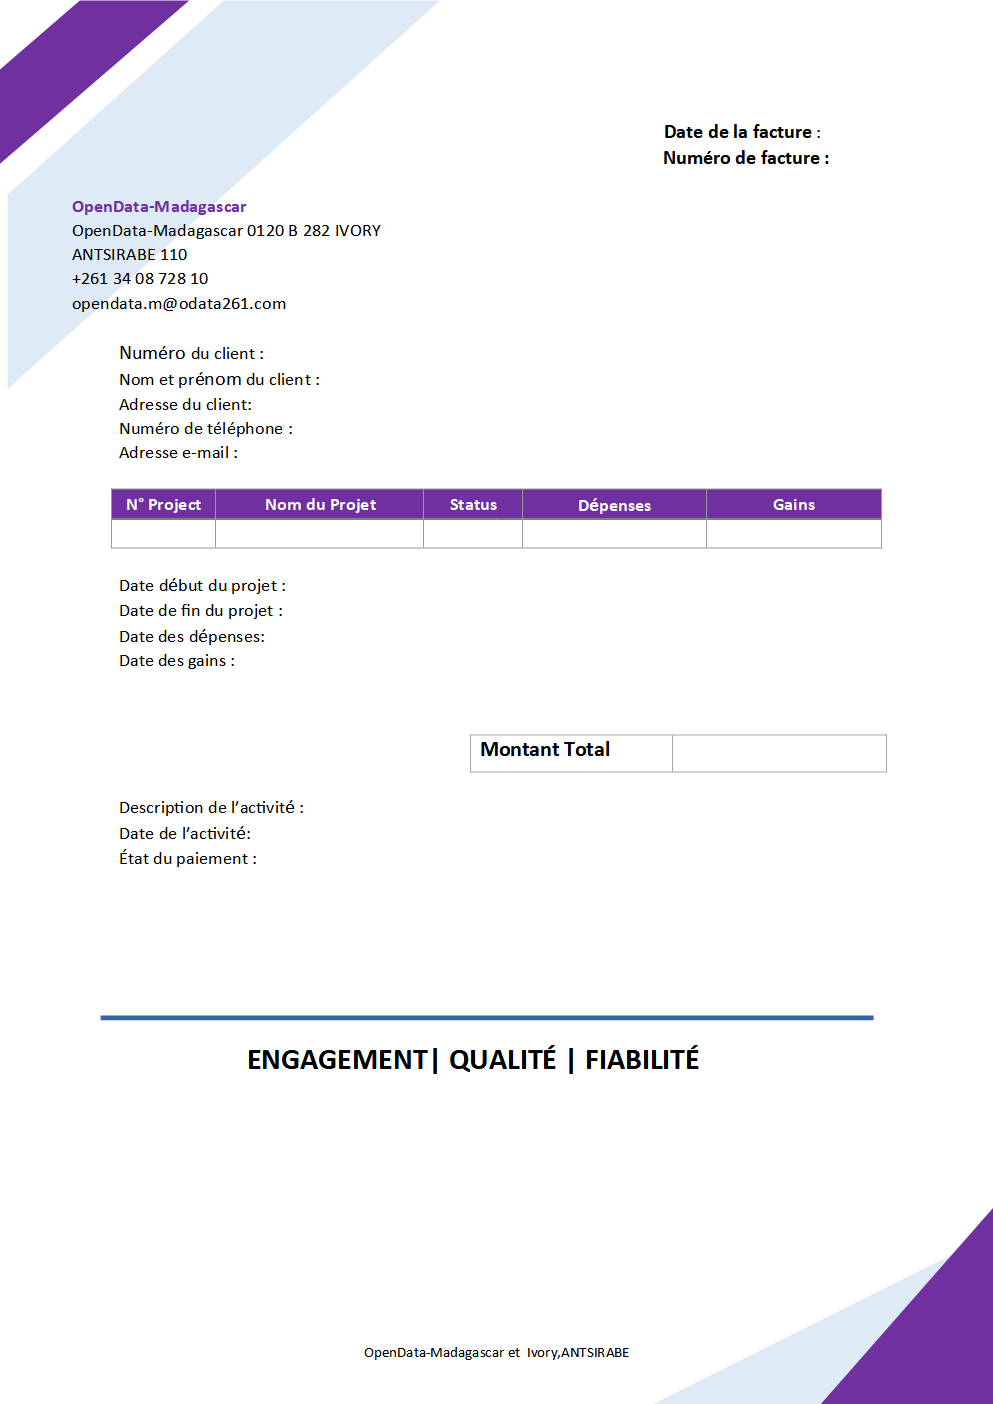 Date de la facture :
Numéro de facture :
OpenData-Madagascar
OpenData-Madagascar 0120 B 282 IVORY
ANTSIRABE 110
+261 34 08 728 10
opendata.m@odata261.com
Numéro du client :
Nom et prénom du client :
Adresse du client:
Numéro de téléphone :
Adresse e-mail :
N° Project Nom du Projet Status Dépenses Gains
Date début du projet :
Date de fin du projet :
Date des dépenses:
Date des gains :
Montant Total
Description de l’activité :
Date de l’activité:
État du paiement :
ENGAGEMENT| QUALITÉ | FIABILITÉ
OpenData-Madagascar et Ivory,ANTSIRABE